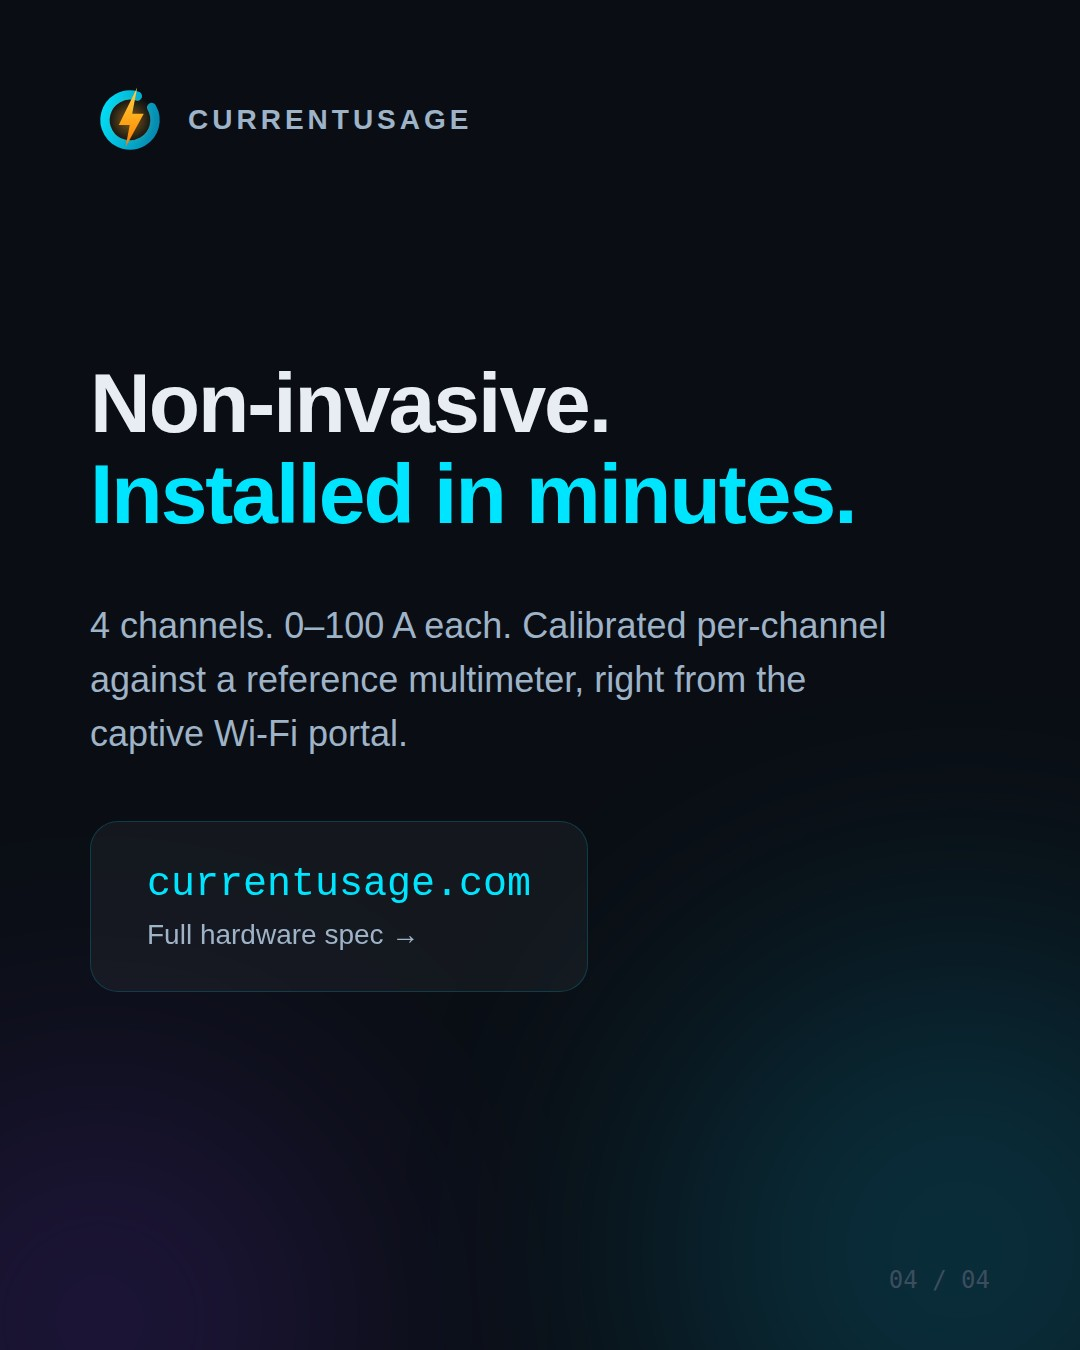 CURRENTUSAGE
Non-invasive.
Installed in minutes.
4 channels. 0–100 A each. Calibrated per-channel
against a reference multimeter, right from the
captive Wi-Fi portal.
currentusage.com
Full hardware spec →
04 / 04